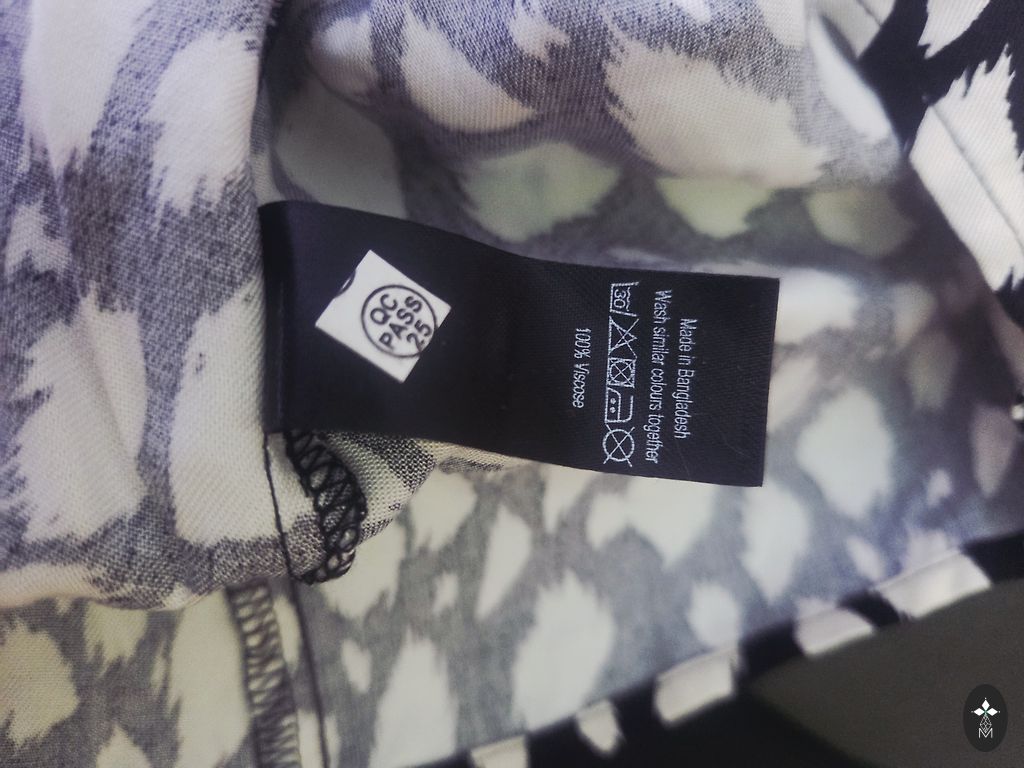 QC
PASS
25
Made in Bangladesh
Wash similar colours together
30
100% Viscose
M